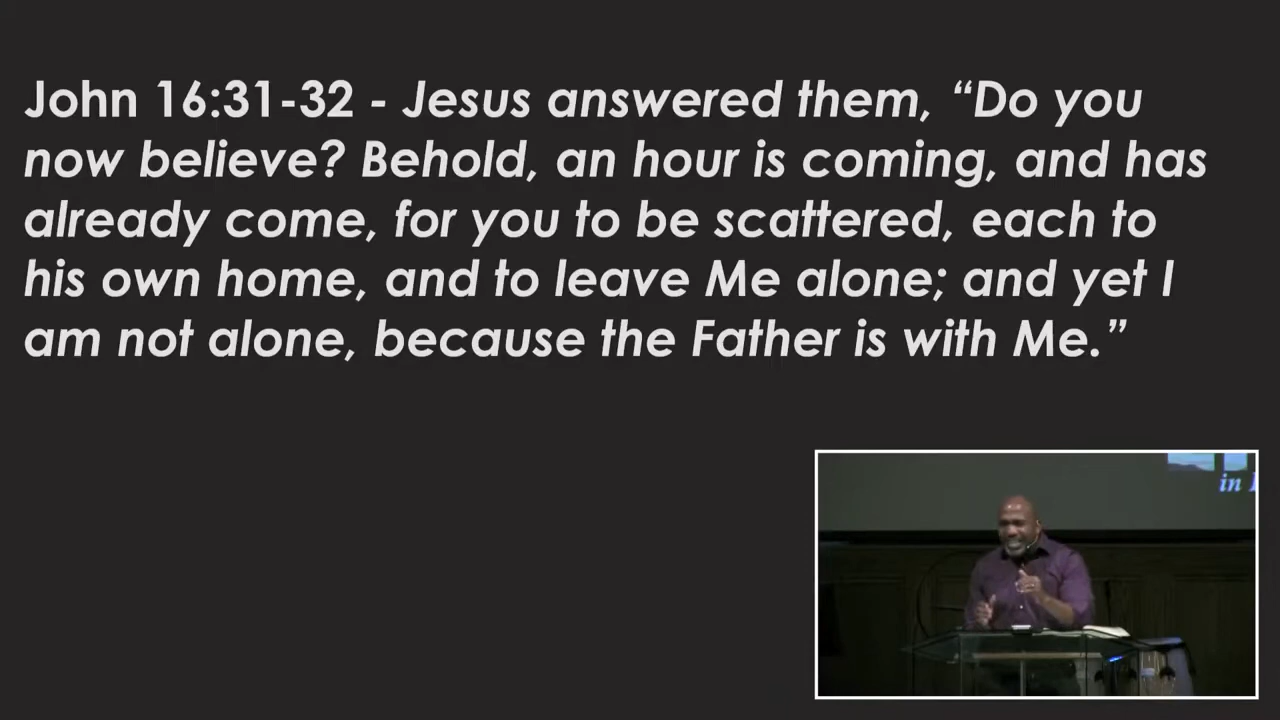 John 16:31-32 - Jesus answered them, “Do you
now believe? Behold, an hour is coming, and has
already come, for you to be scattered, each to
his own home, and to leave Me alone; and yet I
am not alone, because the Father is with Me.”
in